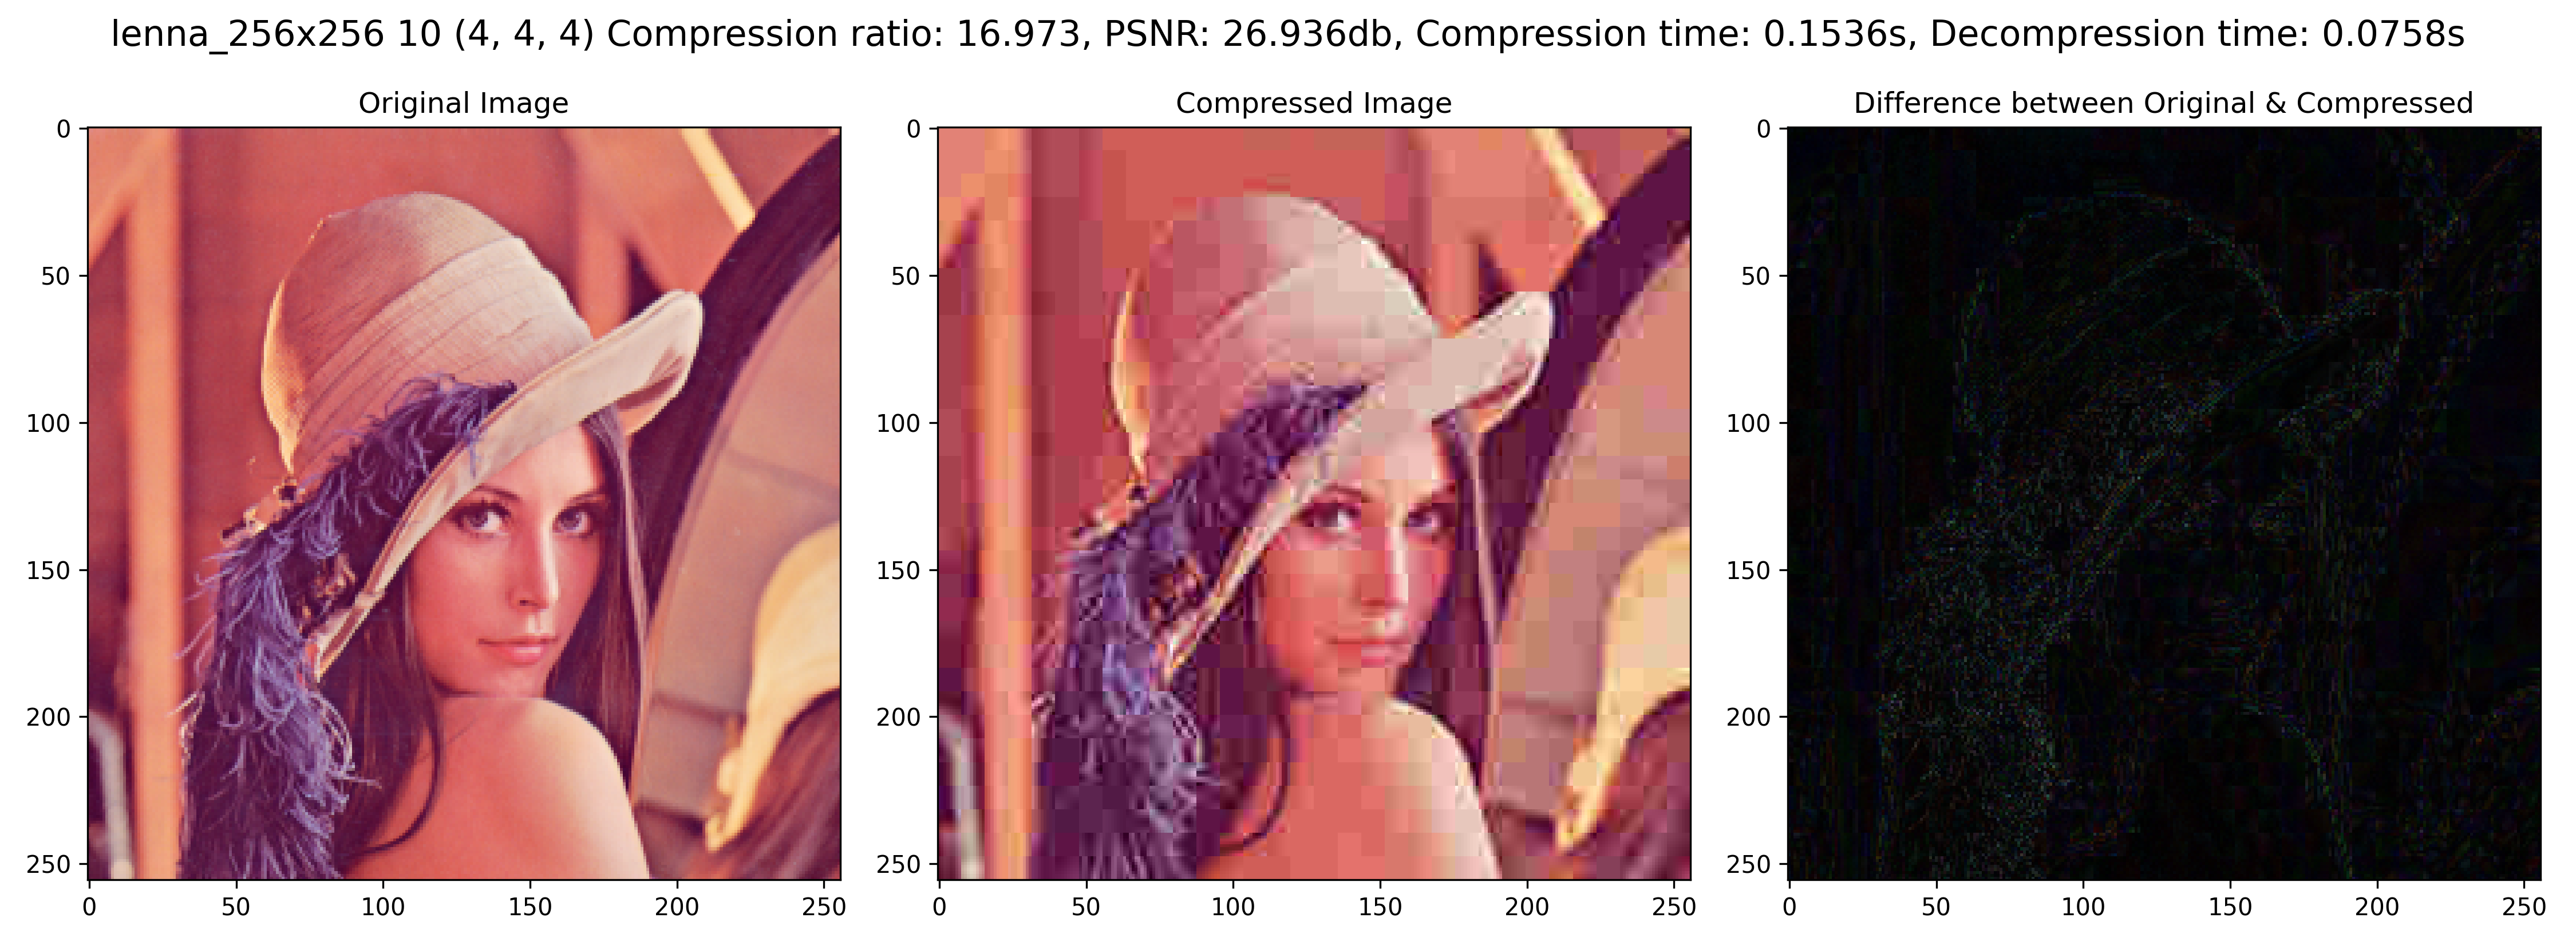 lenna_256x256 10 (4, 4, 4) Compression ratio: 16.973, PSNR: 26.936db, Compression time: 0.1536s, Decompression time: 0.0758s
Original Image
0
50
100
150
200
250
0 50 100 150 200 250
Compressed Image
0
50
100
150
200
250
0 50 100 150 200 250
Difference between Original & Compressed
0
50
100
150
200
250
0 50 100 150 200 250